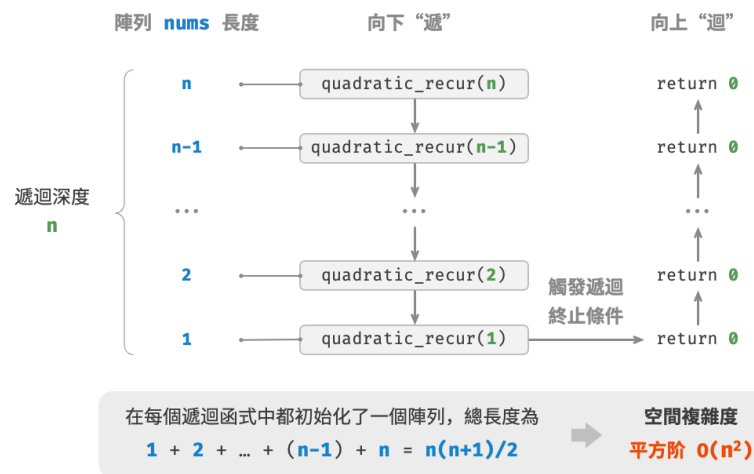 陣列 nums 長度
向下“遞”
向上“迴”
n
quadratic_recur(n)
return 0
n-1
quadratic_recur(n-1)
return 0
遞迴深度
n
...
...
...
2
quadratic_recur(2)
return 0
觸發遞迴
終止條件
1
quadratic_recur(1)
return 0
在每個遞迴函式中都初始化了一個陣列，總長度為
1 + 2 + … + (n-1) + n = n(n+1)/2
空間複雜度
平方阶 O(n²)